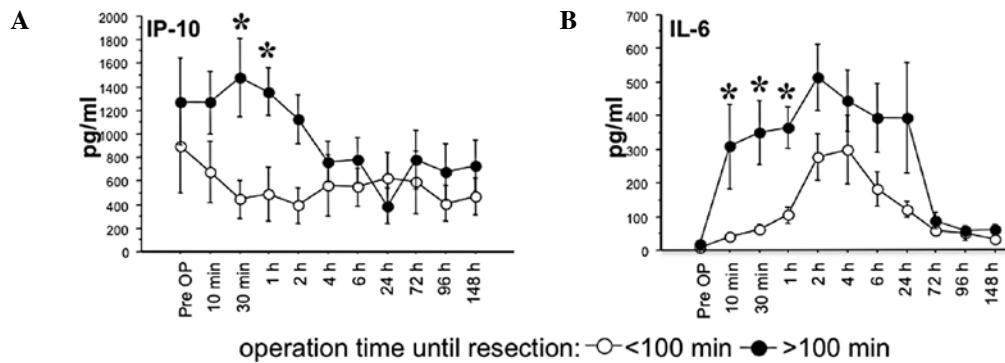 A
IP-10
pg/ml
2000
1800
1600
1400
1200
1000
800
600
400
200
0
* *
Pre OP 10 min 30 min 1 h 2 h 4 h 6 h 24 h 72 h 96 h 148 h
B
IL-6
pg/ml
700
600
500
400
300
200
100
0
* * *
Pre OP 10 min 30 min 1 h 2 h 4 h 6 h 24 h 72 h 96 h 148 h
operation time until resection: <100 min >100 min